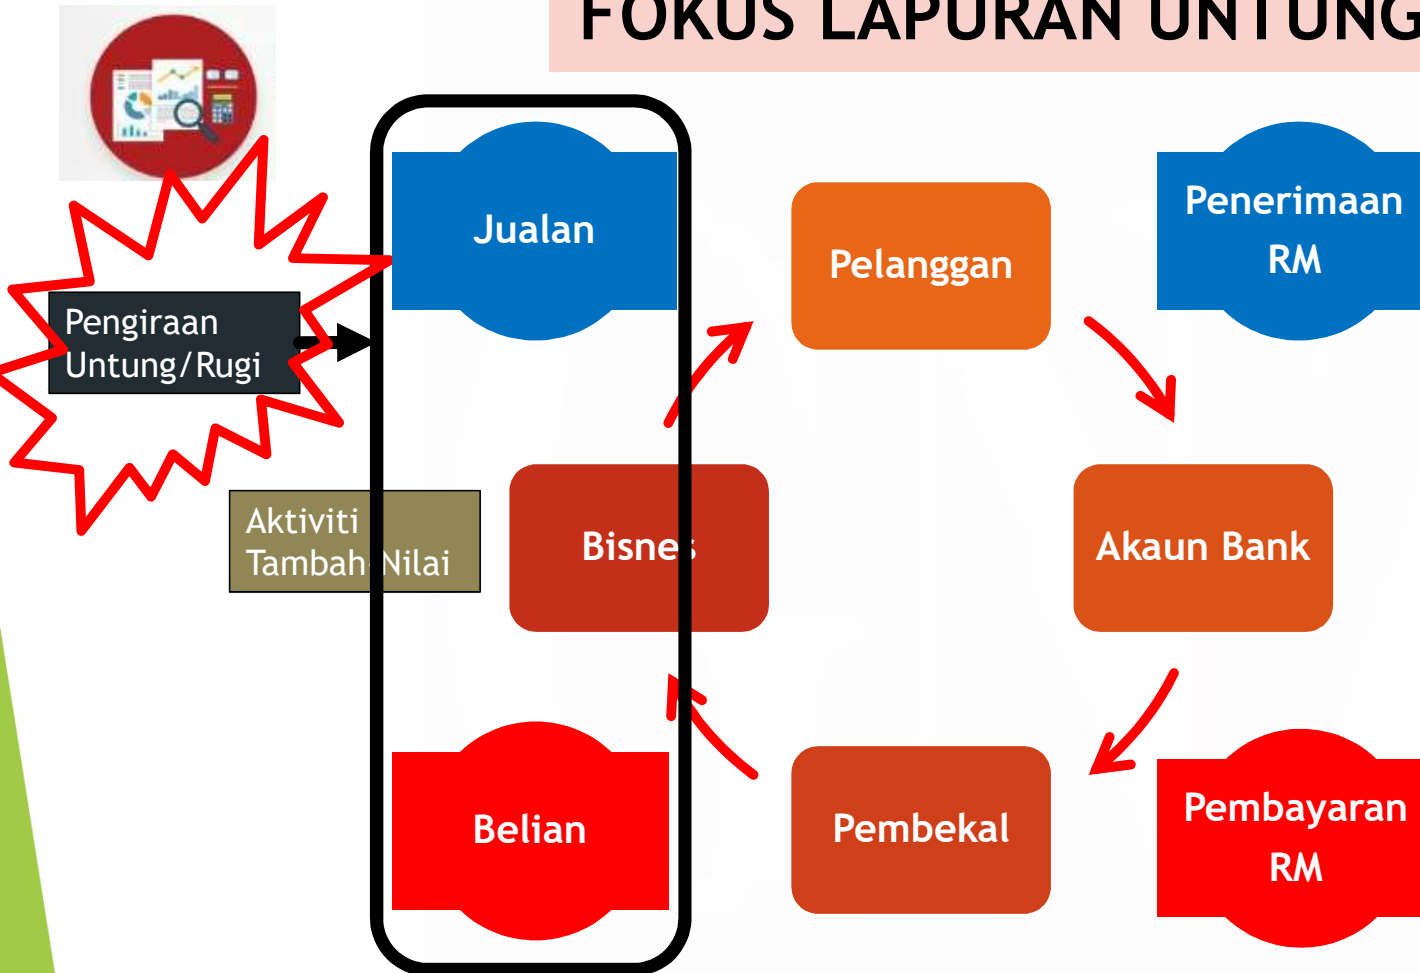 FOKUS LAPURAN UNTUNG
Jualan
Pelanggan
Penerimaan
RM
Pengiraan
Untung/Rugi
Aktiviti
Tambah-Nilai
Bisnes
Akaun Bank
Belian
Pembekal
Pembayaran
RM